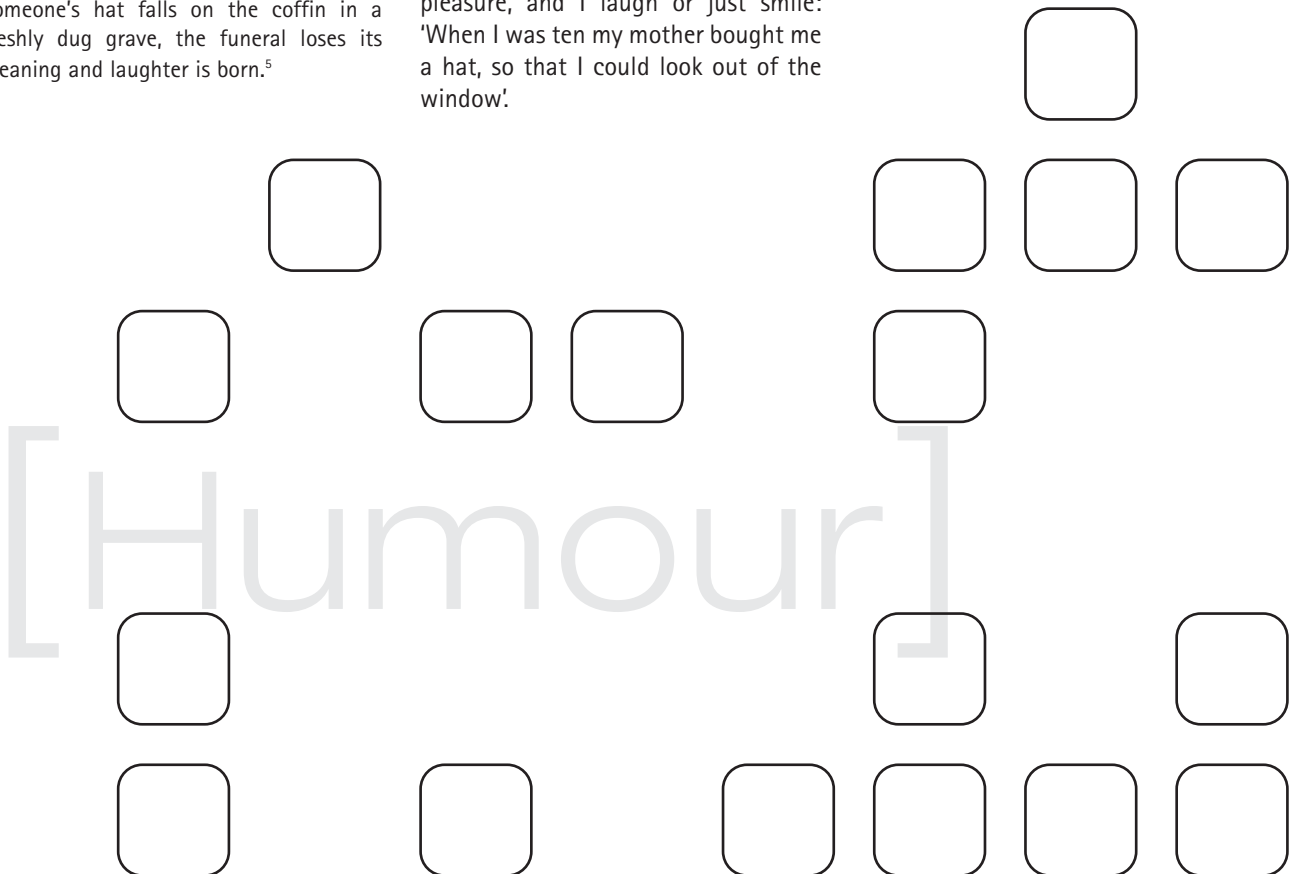 omeone's hat falls on the coffin in a
eshly dug grave, the funeral loses its
eaning and laughter is born.⁵
pleasure, and I laugh or just smile:
‘When I was ten my mother bought me
a hat, so that I could look out of the
window’.
[Humour]